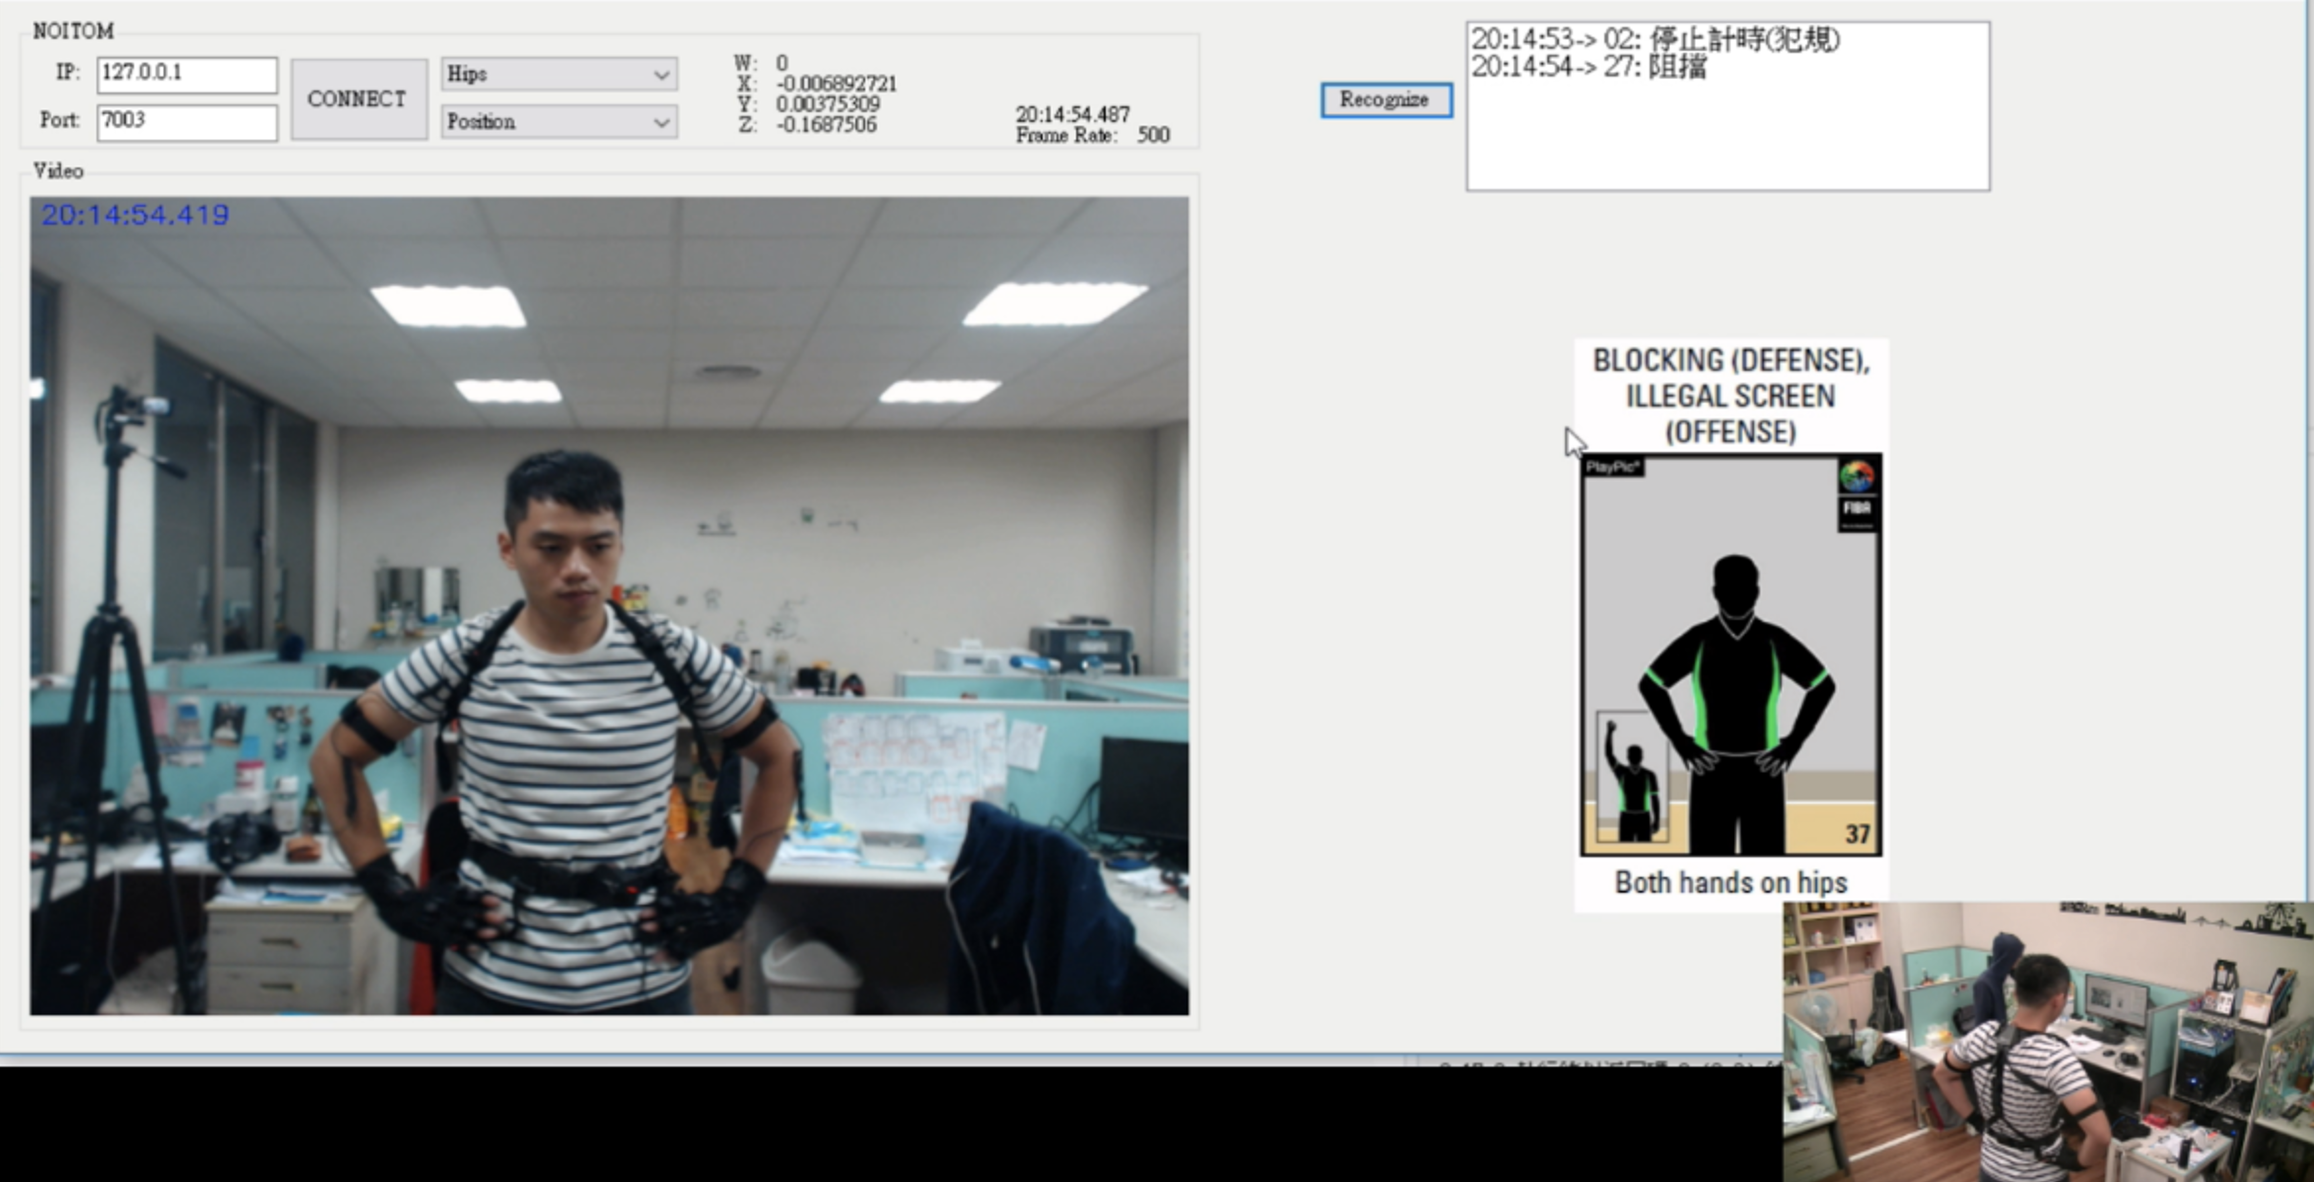 NOITOM
IP:
127.0.0.1
Port:
7003
CONNECT
Hips
Position
W: 0
X: -0.006892721
Y: 0.00375309
Z: -0.1687506
20:14:54.487
Frame Rate: 500
Recognize
20:14:53-> 02: 停止計時(犯規)
20:14:54-> 27: 阻擋
Video
20:14:54.419
BLOCKING (DEFENSE),
ILLEGAL SCREEN
(OFFENSE)
PlayPic®
FIBA
37
Both hands on hips